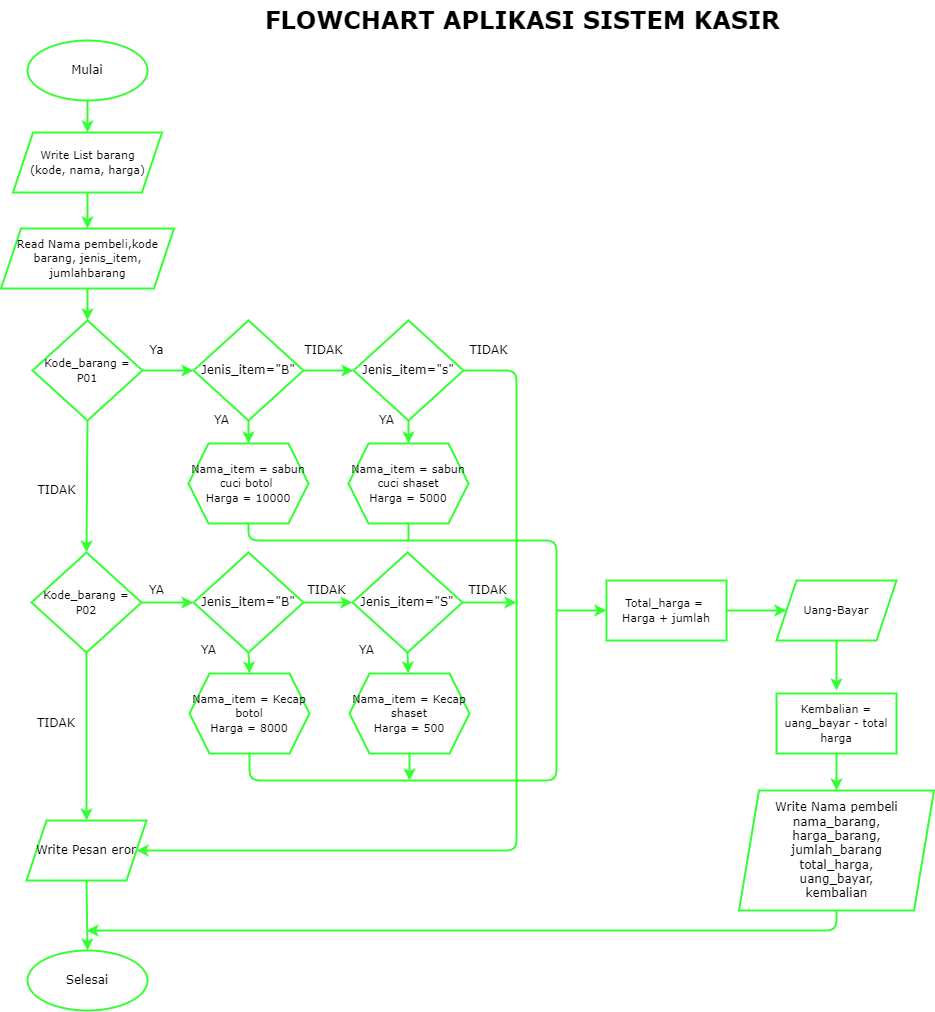 FLOWCHART APLIKASI SISTEM KASIR
Mulai
Write List barang
(kode, nama, harga)
Read Nama pembeli,kode
barang, jenis_item,
jumlahbarang
Kode_barang =
P01
Ya
Jenis_item="B"
TIDAK
Jenis_item="s"
TIDAK
YA
YA
Nama_item = sabun
cuci botol
Harga = 10000
Nama_item = sabun
cuci shaset
Harga = 5000
TIDAK
Kode_barang =
P02
YA
Jenis_item="B"
TIDAK
Jenis_item="S"
TIDAK
YA
YA
Nama_item = Kecap
botol
Harga = 8000
Nama_item = Kecap
shaset
Harga = 500
Total_harga =
Harga + jumlah
Uang-Bayar
Kembalian =
uang_bayar - total
harga
TIDAK
Write Pesan eror
Write Nama pembeli
nama_barang,
harga_barang,
jumlah_barang
total_harga,
uang_bayar,
kembalian
Selesai